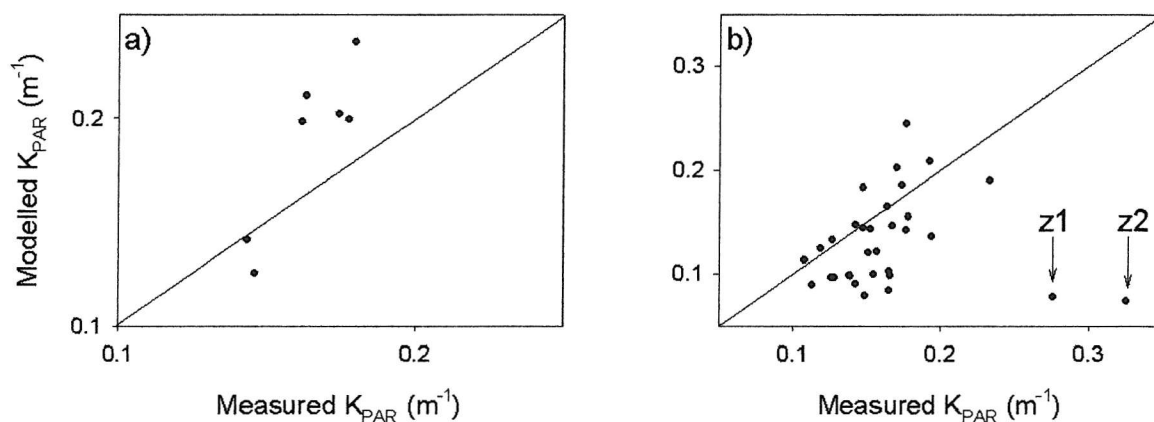 a)
Modelled K_PAR (m⁻¹)
0.2
0.1
0.1 0.2
Measured K_PAR (m⁻¹)
b)
0.3
0.2
0.1
z1 z2
0.1 0.2 0.3
Measured K_PAR (m⁻¹)